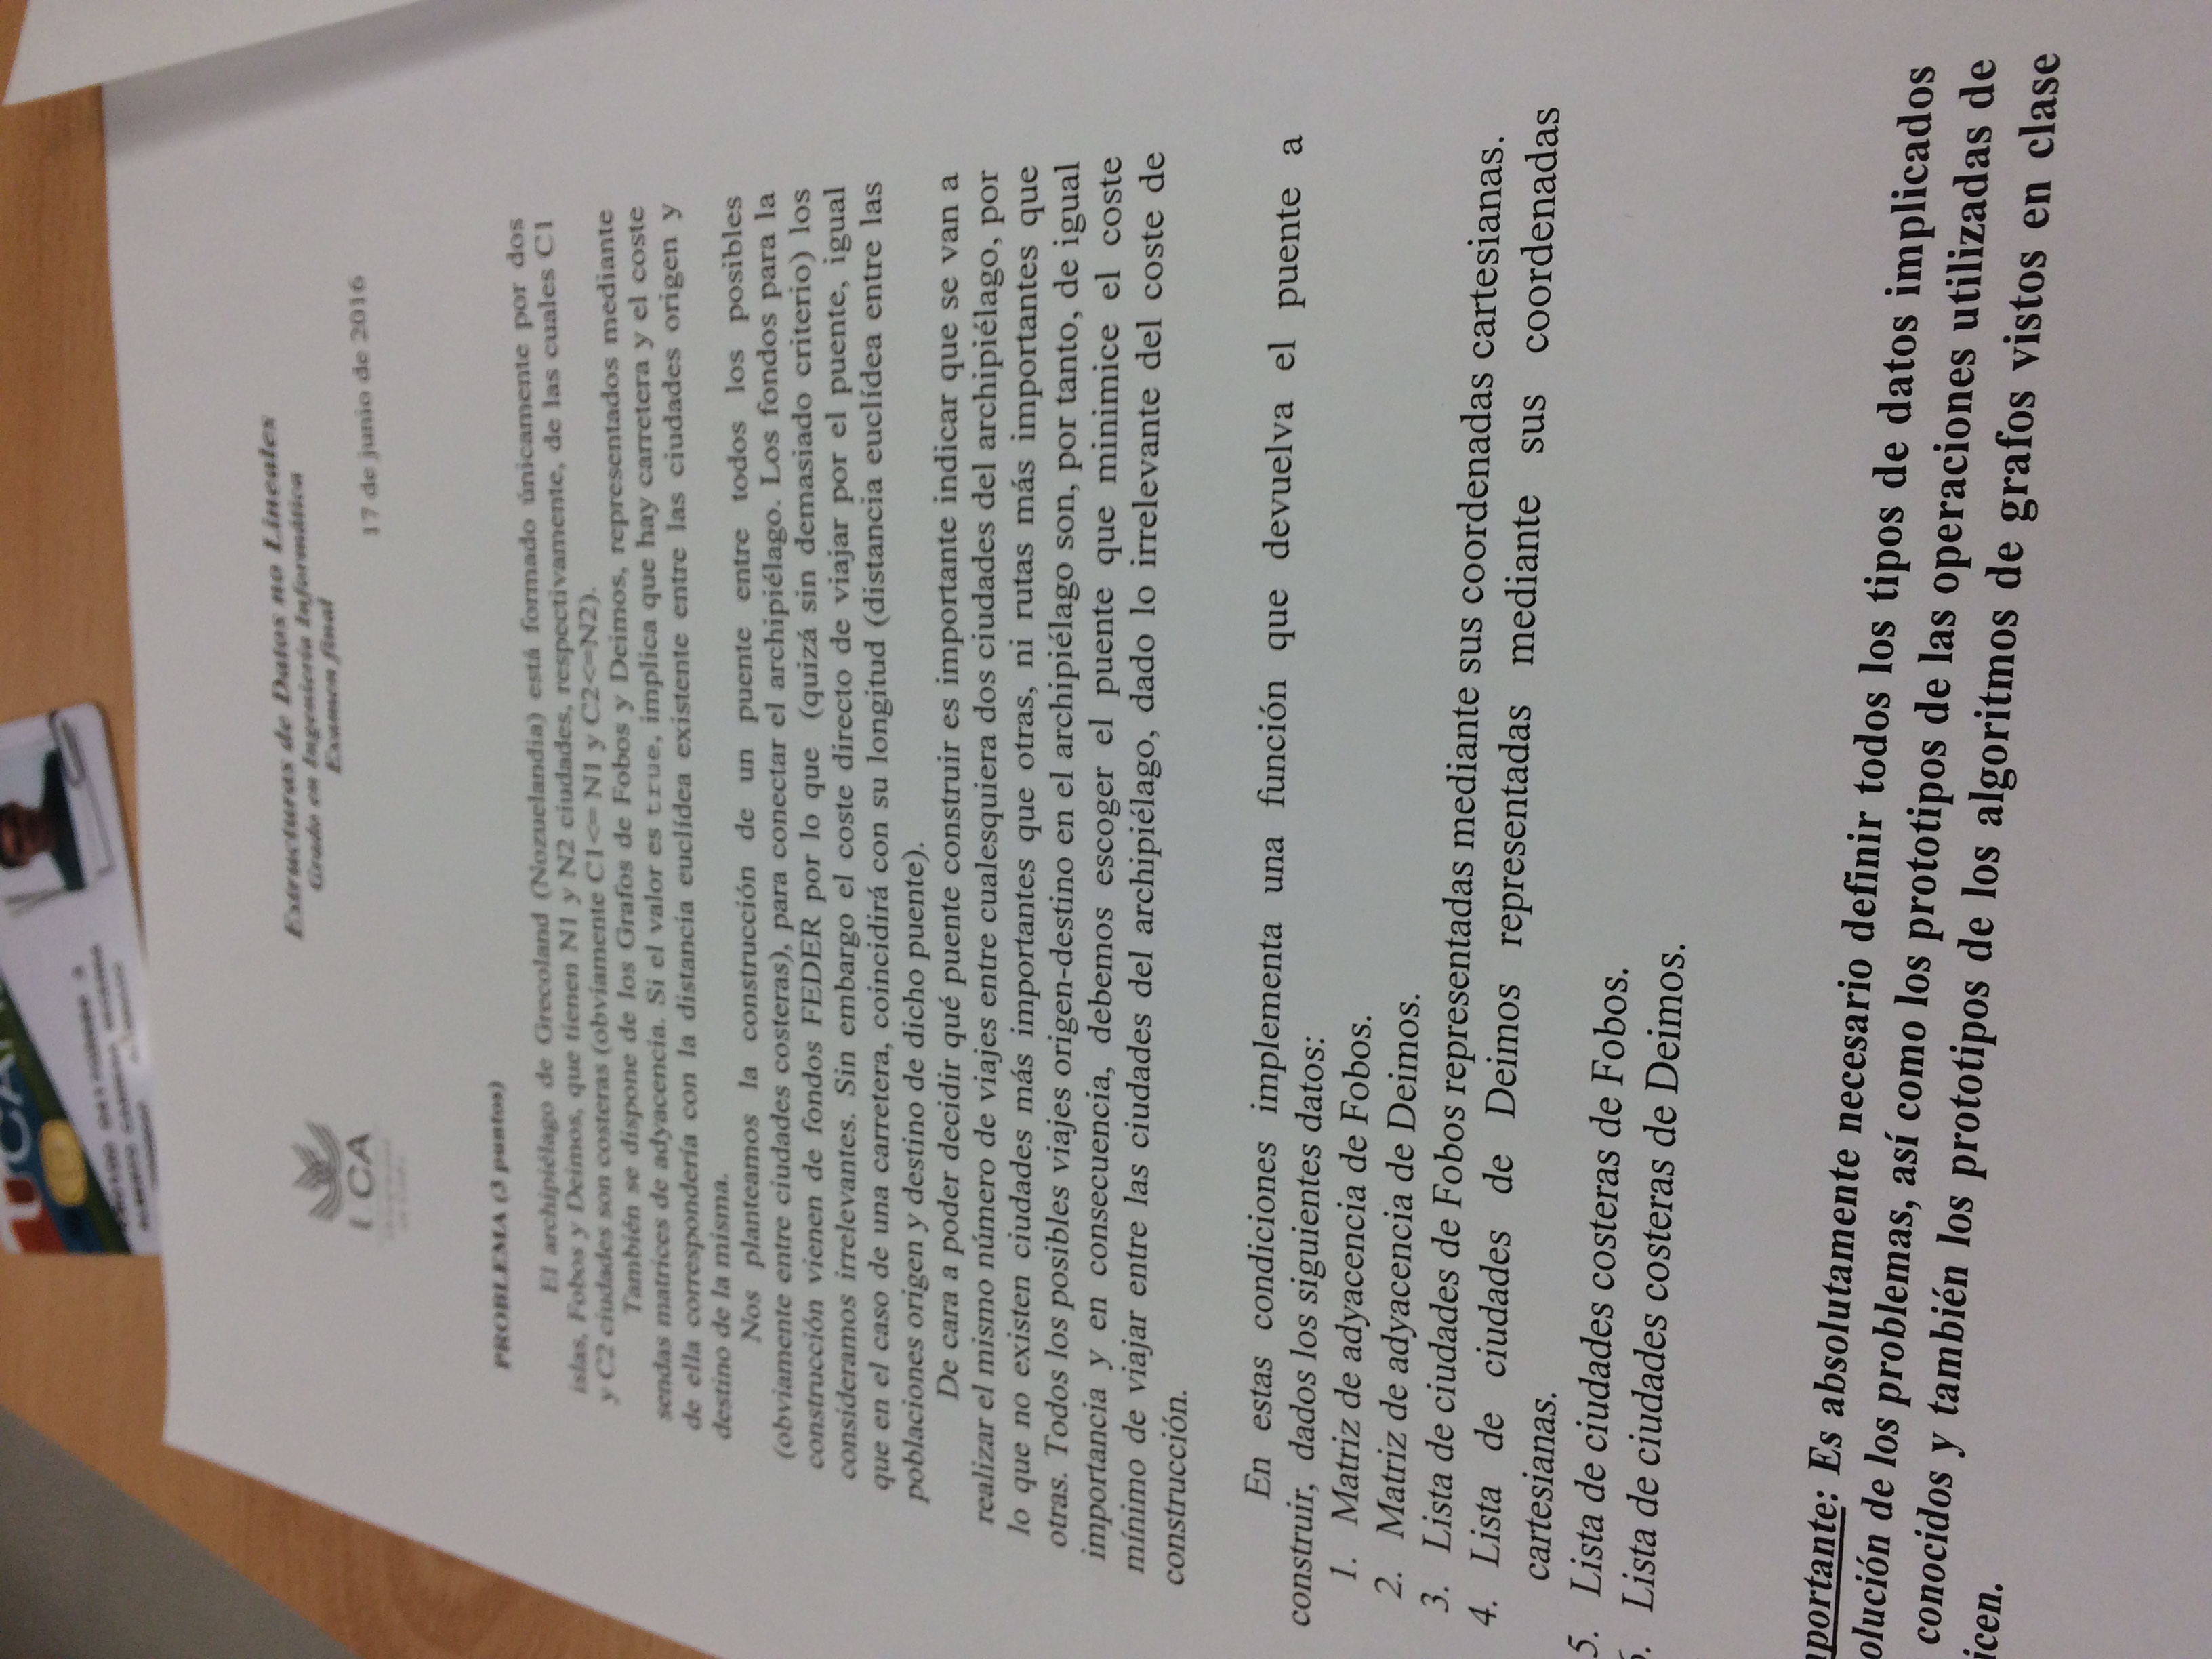 UCA
Estructuras de Datos no Lineales
Grado en Ingeniería Informática
Examen final
17 de junio de 2016
CA
PROBLEMA (3 puntos)
El archipiélago de Grecoland (Nozuelandia) está formado únicamente por dos
islas, Fobos y Deimos, que tienen N1 y N2 ciudades, respectivamente, de las cuales C1
y C2 ciudades son costeras (obviamente C1<= N1 y C2<=N2).
También se dispone de los Grafos de Fobos y Deimos, representados mediante
sendas matrices de adyacencia. Si el valor es true, implica que hay carretera y el coste
de ella correspondería con la distancia euclídea existente entre las ciudades origen y
destino de la misma.
Nos planteamos la construcción de un puente entre todos los posibles
(obviamente entre ciudades costeras), para conectar el archipiélago. Los fondos para la
construcción vienen de fondos FEDER por lo que (quizá sin demasiado criterio) los
consideramos irrelevantes. Sin embargo el coste directo de viajar por el puente, igual
que en el caso de una carretera, coincidirá con su longitud (distancia euclídea entre las
poblaciones origen y destino de dicho puente).
De cara a poder decidir qué puente construir es importante indicar que se van a
realizar el mismo número de viajes entre cualesquiera dos ciudades del archipiélago, por
lo que no existen ciudades más importantes que otras, ni rutas más importantes que
otras. Todos los posibles viajes origen-destino en el archipiélago son, por tanto, de igual
importancia y en consecuencia, debemos escoger el puente que minimice el coste
mínimo de viajar entre las ciudades del archipiélago, dado lo irrelevante del coste de
construcción.
En estas condiciones implementa una función que devuelva el puente a
construir, dados los siguientes datos:
1. Matriz de adyacencia de Fobos.
2. Matriz de adyacencia de Deimos.
3. Lista de ciudades de Fobos representadas mediante sus coordenadas cartesianas.
4. Lista de ciudades de Deimos representadas mediante sus coordenadas
cartesianas.
5. Lista de ciudades costeras de Fobos.
6. Lista de ciudades costeras de Deimos.
portante: Es absolutamente necesario definir todos los tipos de datos implicados
olución de los problemas, así como los prototipos de las operaciones utilizadas de
conocidos y también los prototipos de los algoritmos de grafos vistos en clase
icen.